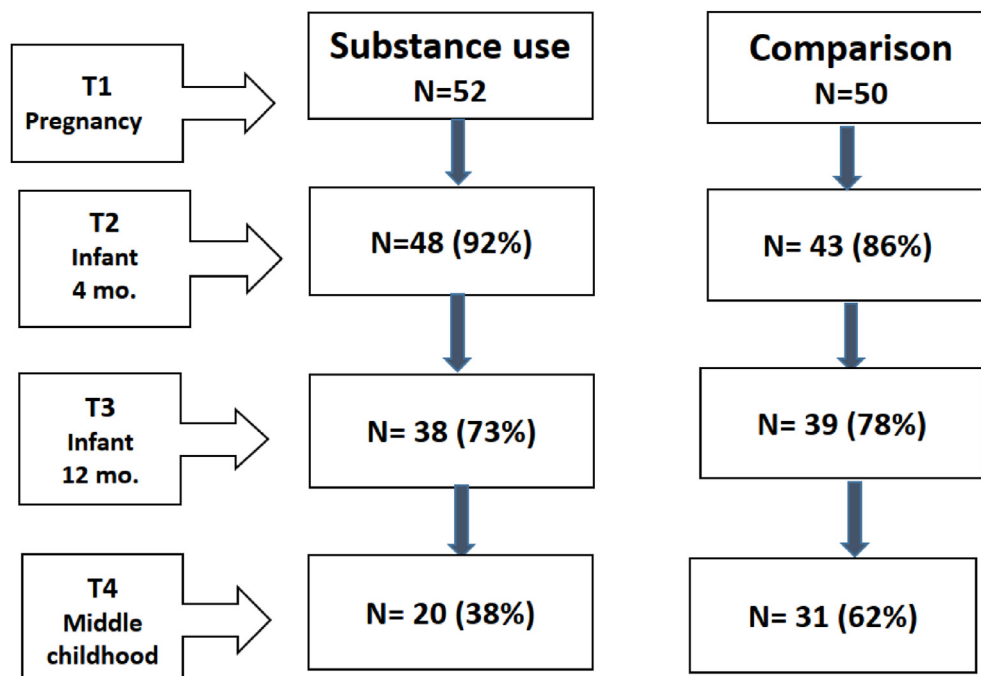 T1
Pregnancy
Substance use
N=52
Comparison
N=50
T2
Infant
4 mo.
N=48 (92%)
N= 43 (86%)
T3
Infant
12 mo.
N= 38 (73%)
N= 39 (78%)
T4
Middle
childhood
N= 20 (38%)
N= 31 (62%)